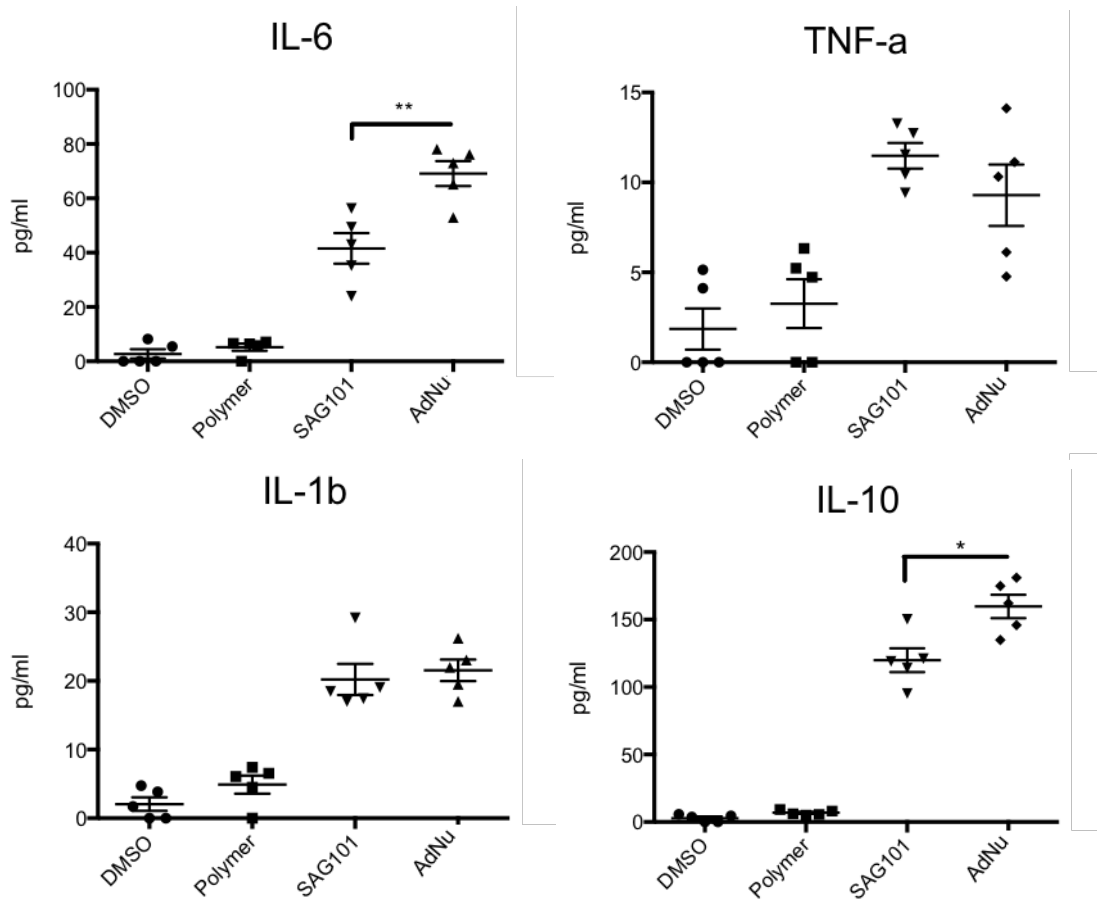 IL-6
100
80
60
40
20
0
pg/ml
**
DMSO
Polymer
SAG101
AdNu
TNF-a
15
10
5
0
pg/ml
DMSO
Polymer
SAG101
AdNu
IL-1b
40
30
20
10
0
pg/ml
DMSO
Polymer
SAG101
AdNu
IL-10
200
150
100
50
0
pg/ml
*
DMSO
Polymer
SAG101
AdNu